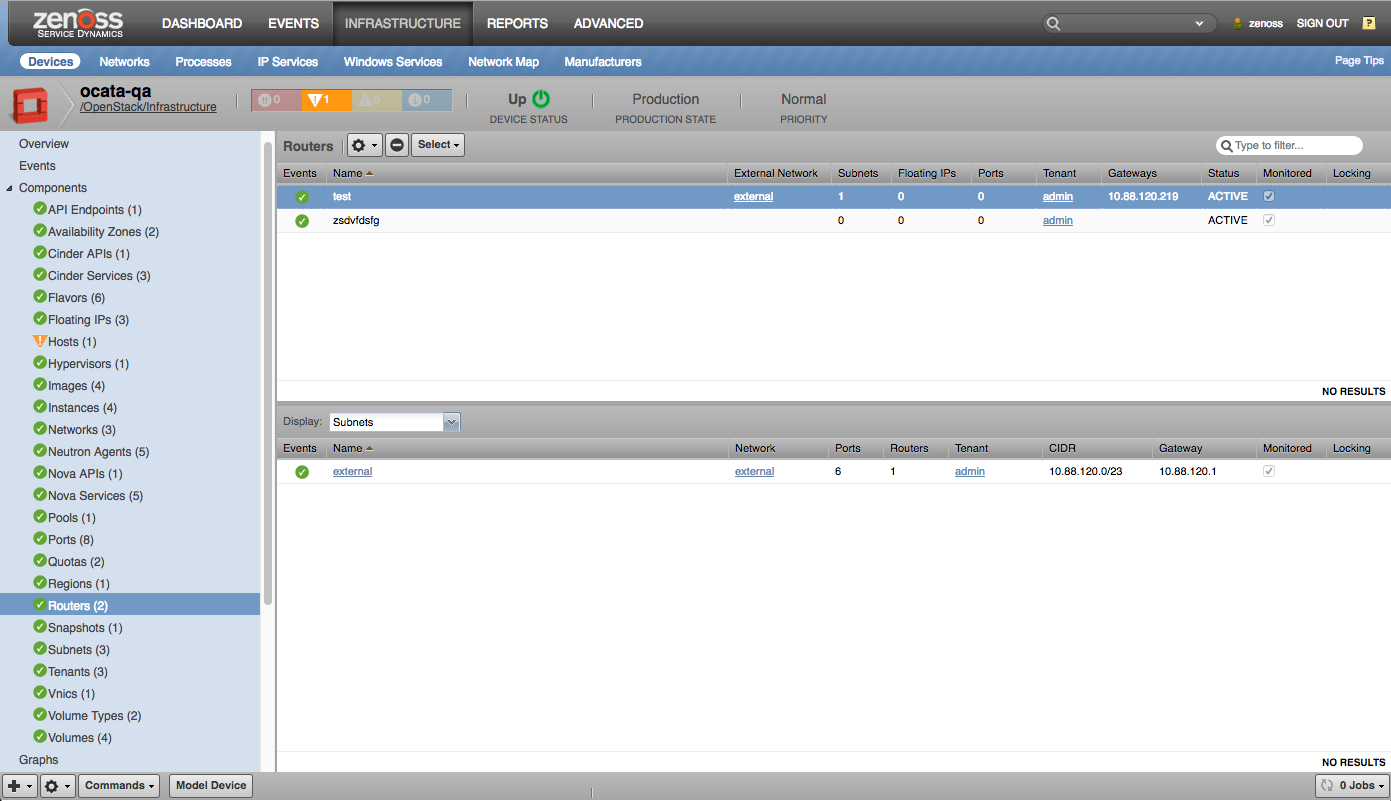 zenoss DASHBOARD EVENTS INFRASTRUCTURE REPORTS ADVANCED zenoss SIGN OUT ?
SERVICE DYNAMICS
Devices Networks Processes IP Services Windows Services Network Map Manufacturers Page Tips
ocata-qa
/OpenStack/Infrastructure
0 1 0 0
Up
DEVICE STATUS
Production
PRODUCTION STATE
Normal
PRIORITY
Overview
Events
Components
API Endpoints (1)
Availability Zones (2)
Cinder APIs (1)
Cinder Services (3)
Flavors (6)
Floating IPs (3)
Hosts (1)
Hypervisors (1)
Images (4)
Instances (4)
Networks (3)
Neutron Agents (5)
Nova APIs (1)
Nova Services (5)
Pools (1)
Ports (8)
Quotas (2)
Regions (1)
Routers (2)
Snapshots (1)
Subnets (3)
Tenants (3)
Vnics (1)
Volume Types (2)
Volumes (4)
Graphs
Routers Select Type to filter...
Events Name External Network Subnets Floating IPs Ports Tenant Gateways Status Monitored Locking
test external 1 0 0 admin 10.88.120.219 ACTIVE
zsdvfdsfg 0 0 0 admin ACTIVE
NO RESULTS
Display: Subnets
Events Name Network Ports Routers Tenant CIDR Gateway Monitored Locking
external external 6 1 admin 10.88.120.0/23 10.88.120.1
NO RESULTS
Commands Model Device 0 Jobs